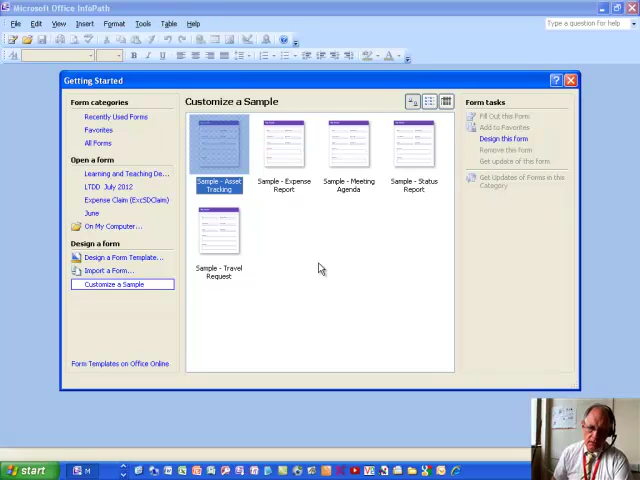 Microsoft Office InfoPath
File Edit View Insert Format Tools Table Help
Type a question for help
Getting Started
Form categories
Recently Used Forms
Favorites
All Forms
Open a form
Learning and Teaching De...
LTDD July 2012
Expense Claim (ExcSDClaim)
June
On My Computer...
Design a form
Design a Form Template...
Import a Form...
Customize a Sample
Form Templates on Office Online
Customize a Sample
Sample - Asset
Tracking
Sample - Expense
Report
Sample - Meeting
Agenda
Sample - Status
Report
Sample - Travel
Request
Form tasks
Fill Out this Form
Add to Favorites
Design this form
Remove this form
Get update of this form
Get Updates of Forms in this
Category
start
M